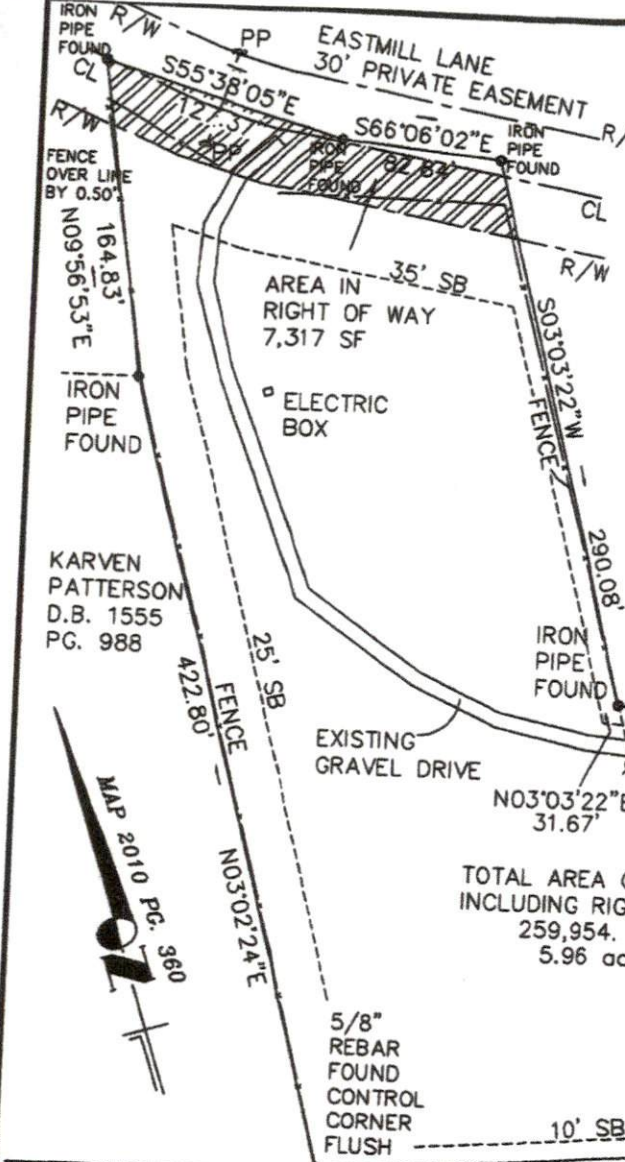 IRON
PIPE
FOUND
R/W
PP
EASTMILL LANE
30' PRIVATE EASEMENT
CL
S55°38'05"E
S66°06'02"E
R/
R/W
PP
IRON
PIPE
FOUND
82.84'
IRON
PIPE
FOUND
FENCE
OVER LINE
BY 0.50'
CL
R/W
164.83'
N09°56'53"E
35' SB
AREA IN
RIGHT OF WAY
7,317 SF
S03°03'22"W
FENCE
290.08'
IRON
PIPE
FOUND
ELECTRIC
BOX
KARVEN
PATTERSON
D.B. 1555
PG. 988
25' SB
FENCE
422.80'
IRON
PIPE
FOUND
EXISTING
GRAVEL DRIVE
N03°03'22"E
31.67'
MAP 2010 PG. 360
N03°02'24"E
TOTAL AREA
INCLUDING RIG
259,954.
5.96 ac
5/8"
REBAR
FOUND
CONTROL
CORNER
FLUSH
10' SB